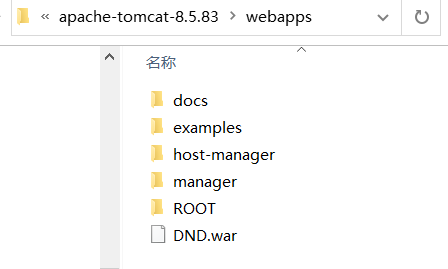 « apache-tomcat-8.5.83 > webapps
名称
docs
examples
host-manager
manager
ROOT
DND.war